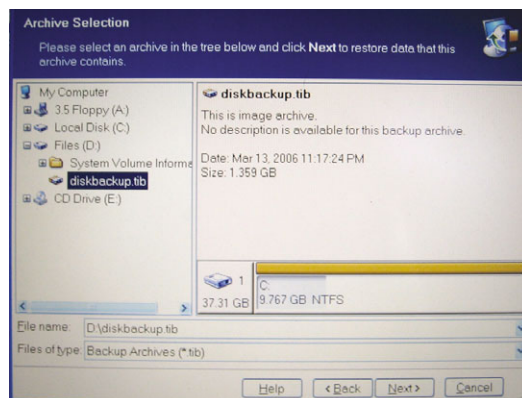 Archive Selection
Please select an archive in the tree below and click Next to restore data that this
archive contains.
My Computer
3.5 Floppy (A:)
Local Disk (C:)
Files (D:)
System Volume Informa
diskbackup.tib
CD Drive (E:)
diskbackup.tib
This is image archive.
No description is available for this backup archive.
Date: Mar 13, 2006 11:17:24 PM
Size: 1.359 GB
1
37.31 GB
C:
9.767 GB NTFS
File name: D:\diskbackup.tib
Files of type: Backup Archives (*.tib)
Help
< Back
Next >
Cancel